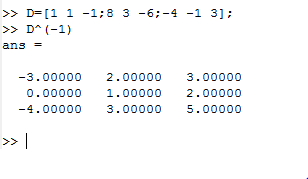 >> D=[1 1 -1;8 3 -6;-4 -1 3];
>> D^(-1)
ans =
-3.00000 2.00000 3.00000
0.00000 1.00000 2.00000
-4.00000 3.00000 5.00000
>>